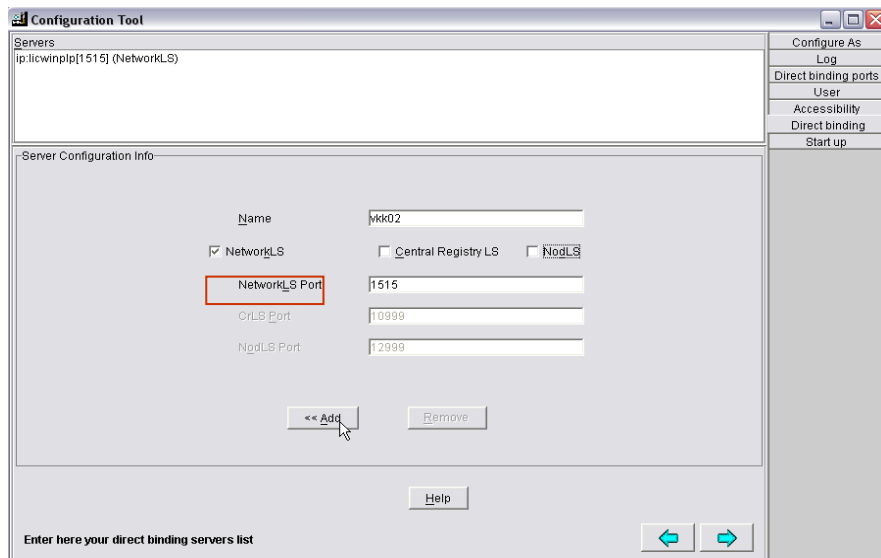 Configuration Tool
Servers
ip:licwinplp[1515] (NetworkLS)
Configure As
Log
Direct binding ports
User
Accessibility
Direct binding
Start up
Server Configuration Info
Name
vkk02
NetworkLS
Central Registry LS
NodLS
NetworkLS Port
1515
CrLS Port
10999
NodLS Port
12999
<< Add
Remove
Help
Enter here your direct binding servers list